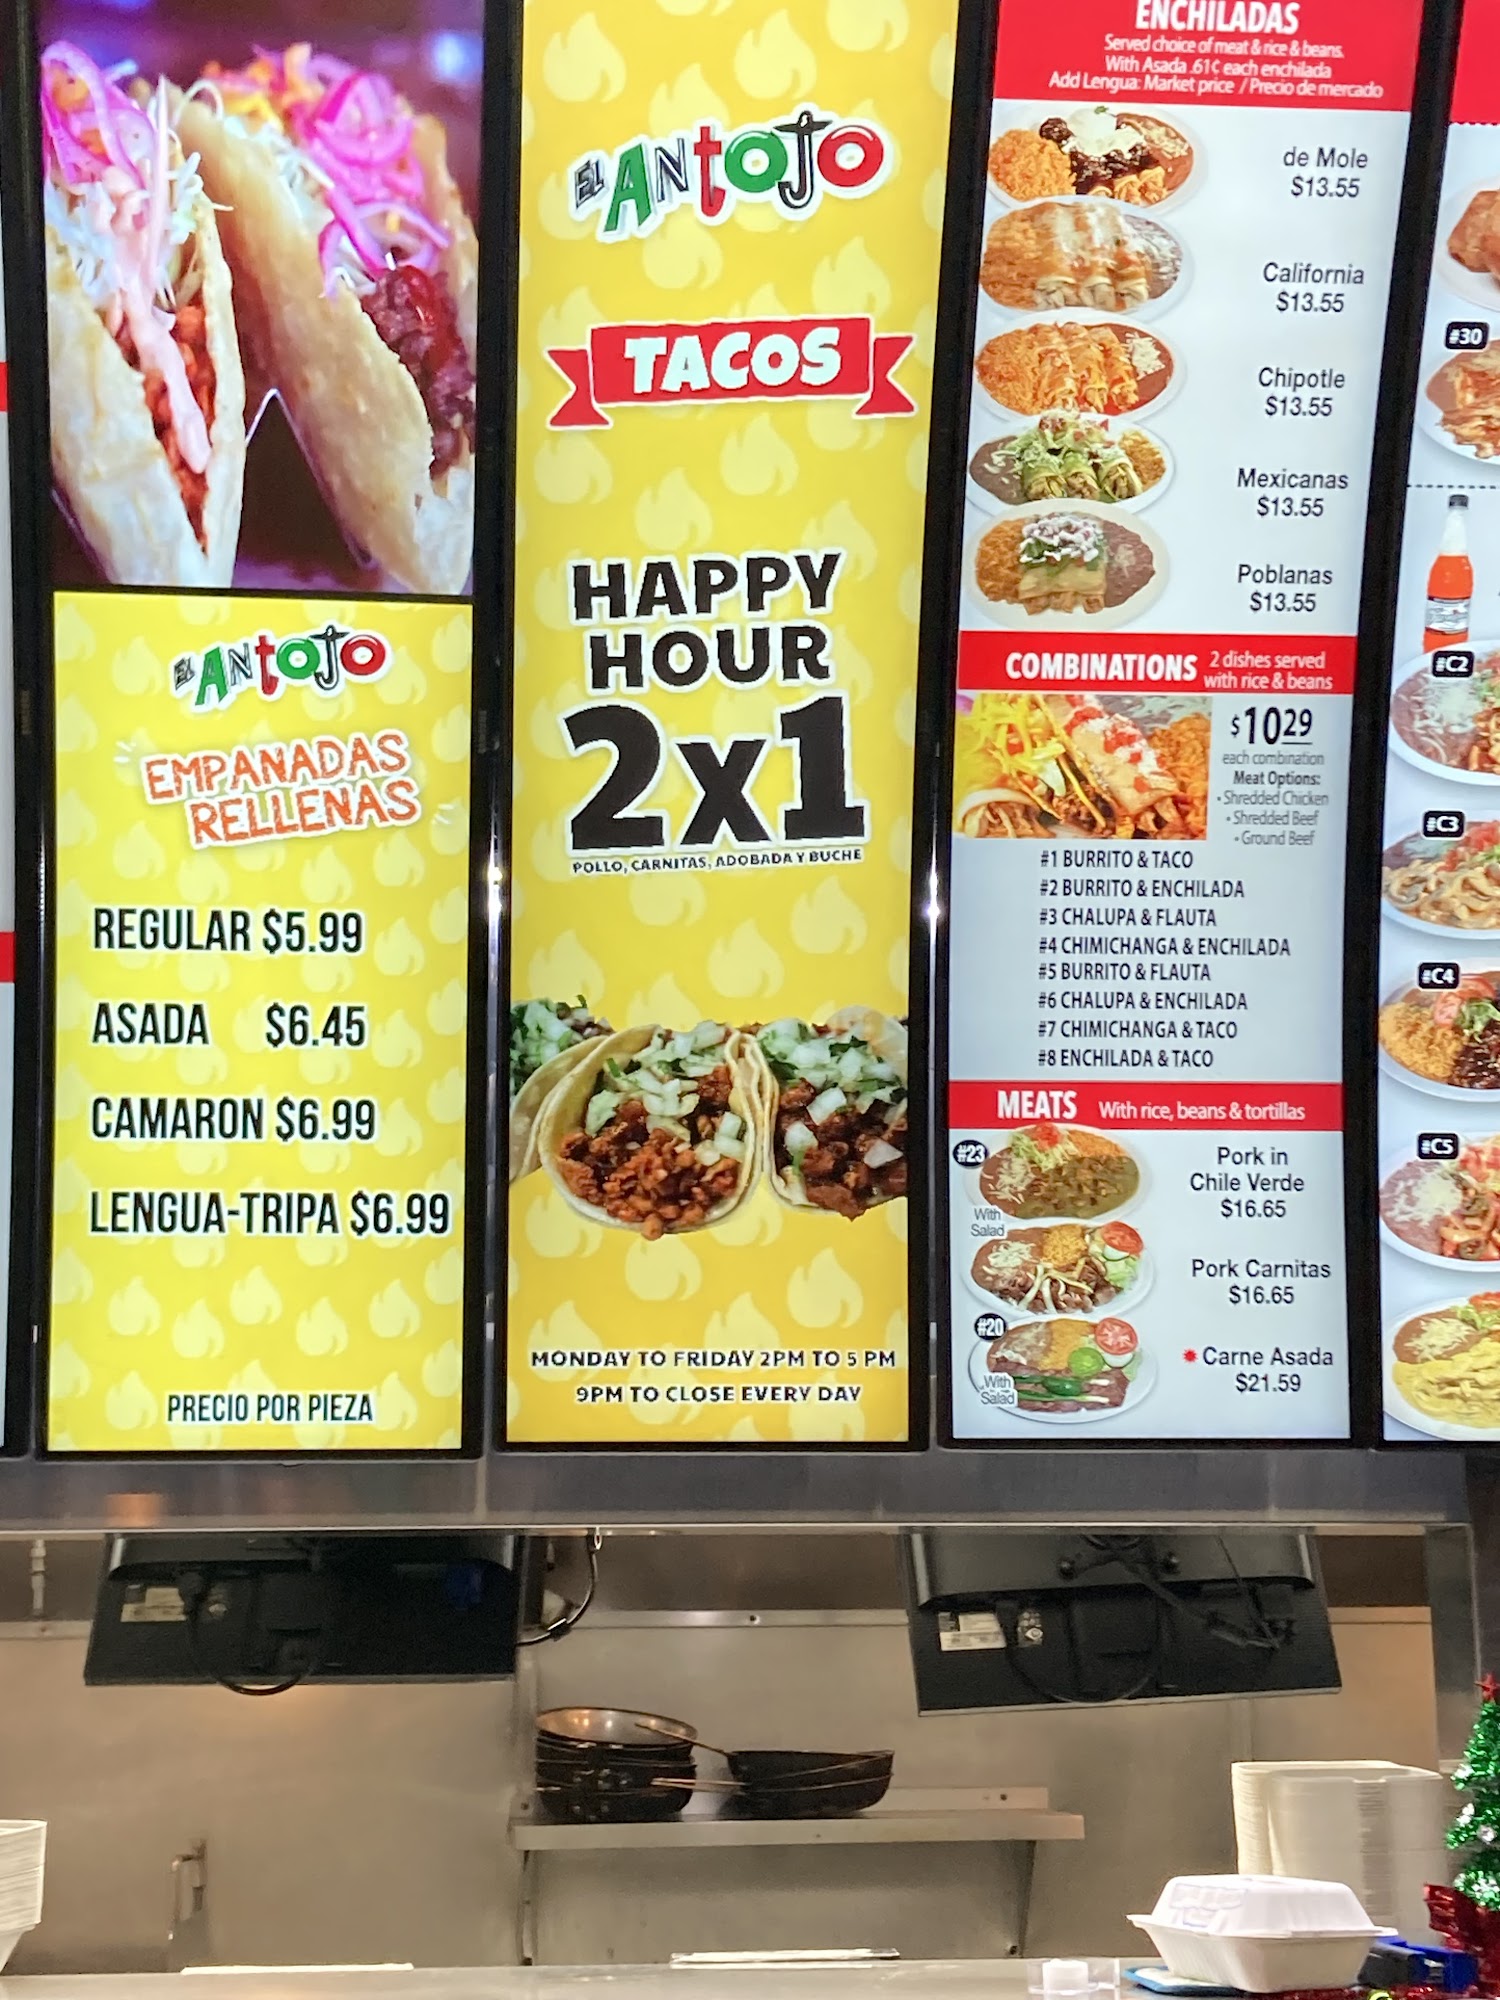 EL ANTOJO
EMPANADAS
RELLENAS
REGULAR $5.99
ASADA $6.45
CAMARON $6.99
LENGUA-TRIPA $6.99
PRECIO POR PIEZA
EL ANTOJO
TACOS
HAPPY
HOUR
2x1
POLLO, CARNITAS, ADOBADA Y BUCHE
MONDAY TO FRIDAY 2PM TO 5 PM
9PM TO CLOSE EVERY DAY
ENCHILADAS
Served choice of meat & rice & beans.
With Asada .61¢ each enchilada
Add Lengua: Market price / Precio de mercado
de Mole
$13.55
California
$13.55
Chipotle
$13.55
Mexicanas
$13.55
Poblanas
$13.55
COMBINATIONS 2 dishes served
with rice & beans
$10.29
each combination
Meat Options:
• Shredded Chicken
• Shredded Beef
• Ground Beef
#1 BURRITO & TACO
#2 BURRITO & ENCHILADA
#3 CHALUPA & FLAUTA
#4 CHIMICHANGA & ENCHILADA
#5 BURRITO & FLAUTA
#6 CHALUPA & ENCHILADA
#7 CHIMICHANGA & TACO
#8 ENCHILADA & TACO
MEATS With rice, beans & tortillas
#23
Pork in
Chile Verde
$16.65
With
Salad
Pork Carnitas
$16.65
#20
Carne Asada
$21.59
With
Salad
#30
#C2
#C3
#C4
#C5